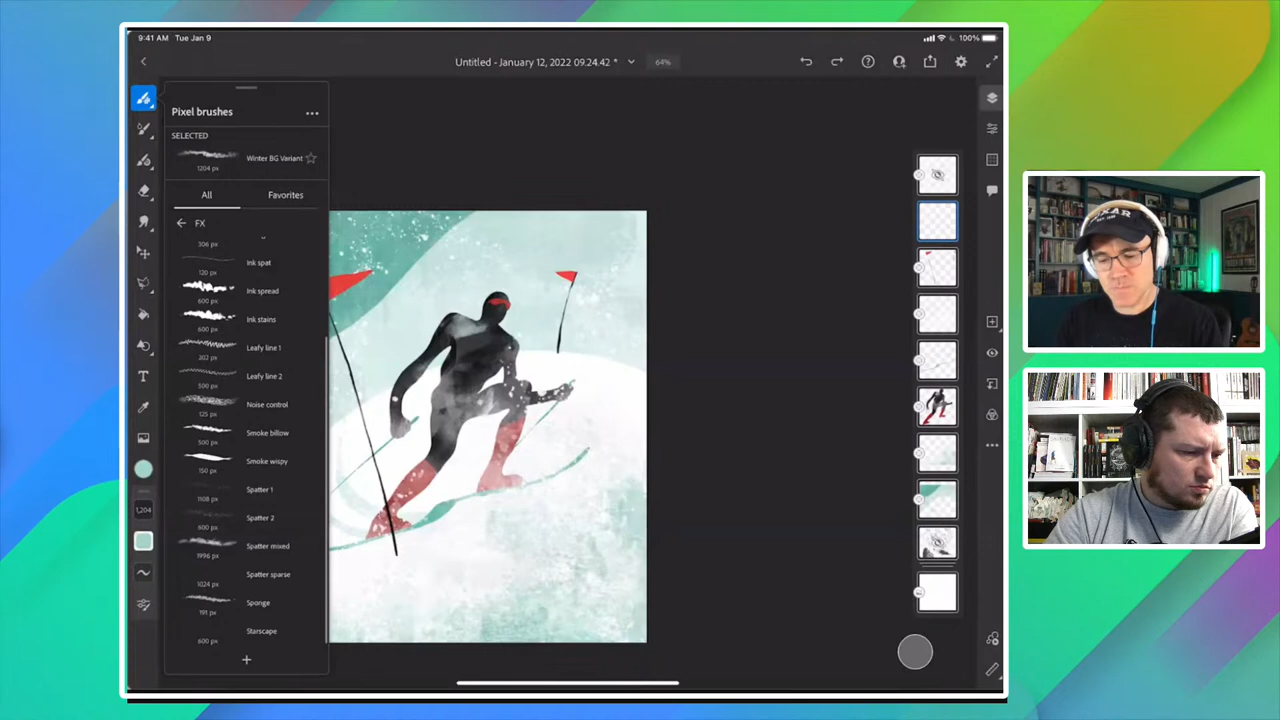 9:41 AM Tue Jan 9
100%
Untitled - January 12, 2022 09.24.42 *
64%
Pixel brushes
SELECTED
Winter BG Variant
1204 px
All
Favorites
FX
306 px
Ink spat
120 px
Ink spread
600 px
Ink stains
600 px
Leafy line 1
202 px
Leafy line 2
500 px
Noise control
125 px
Smoke billow
500 px
Smoke wispy
150 px
Spatter 1
1108 px
Spatter 2
600 px
Spatter mixed
1996 px
Spatter sparse
1024 px
Sponge
191 px
Starscape
600 px
1,204